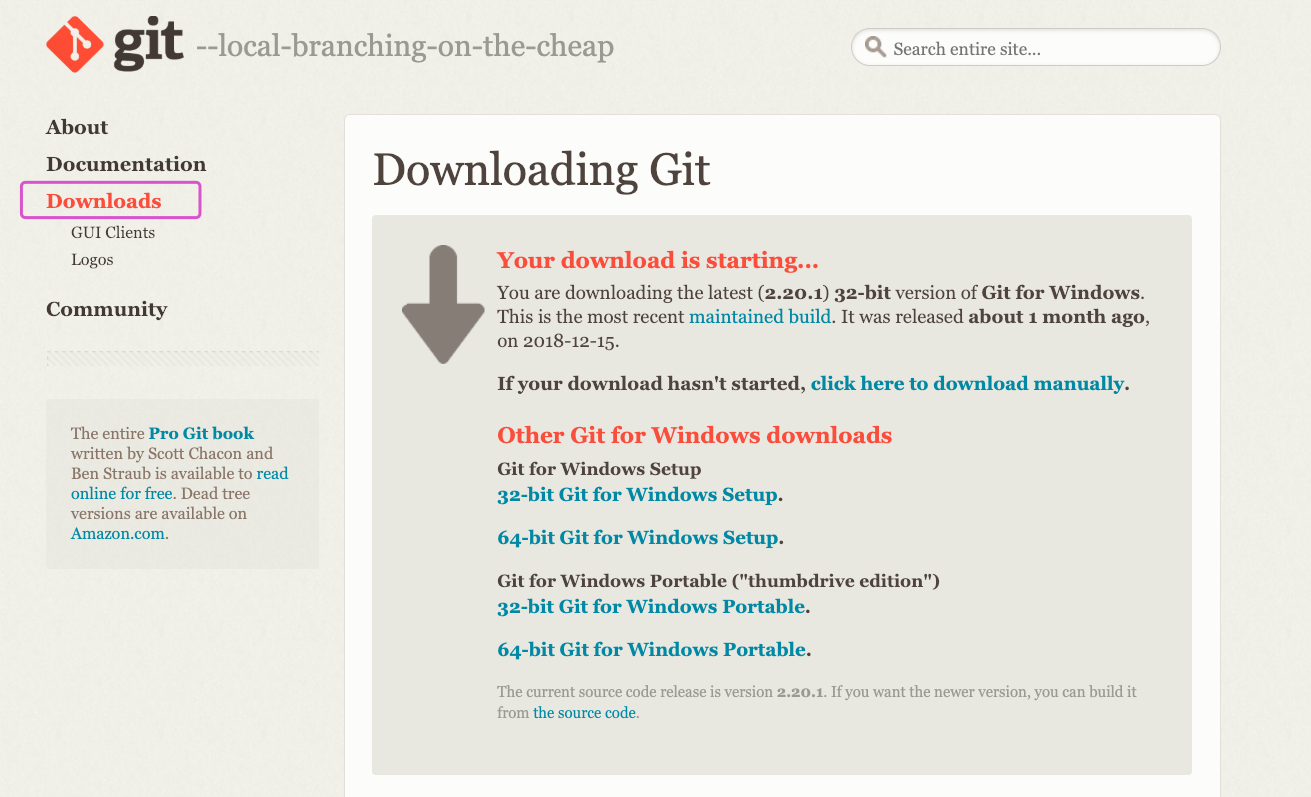 git --local-branching-on-the-cheap
Search entire site...
About
Documentation
Downloads
GUI Clients
Logos
Community
The entire Pro Git book
written by Scott Chacon and
Ben Straub is available to read
online for free. Dead tree
versions are available on
Amazon.com.
Downloading Git
Your download is starting...
You are downloading the latest (2.20.1) 32-bit version of Git for Windows.
This is the most recent maintained build. It was released about 1 month ago,
on 2018-12-15.
If your download hasn't started, click here to download manually.
Other Git for Windows downloads
Git for Windows Setup
32-bit Git for Windows Setup.
64-bit Git for Windows Setup.
Git for Windows Portable ("thumbdrive edition")
32-bit Git for Windows Portable.
64-bit Git for Windows Portable.
The current source code release is version 2.20.1. If you want the newer version, you can build it
from the source code.